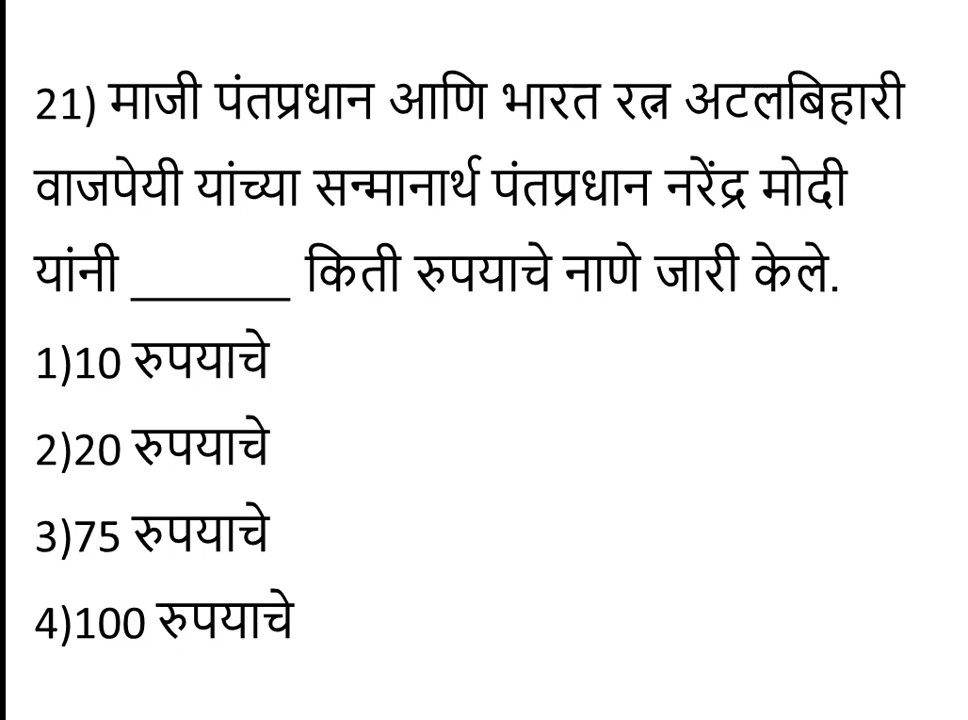 21) माजी पंतप्रधान आणि भारत रत्न अटलबिहारी
वाजपेयी यांच्या सन्मानार्थ पंतप्रधान नरेंद्र मोदी
यांनी _______ किती रुपयाचे नाणे जारी केले.
1)10 रुपयाचे
2)20 रुपयाचे
3)75 रुपयाचे
4)100 रुपयाचे